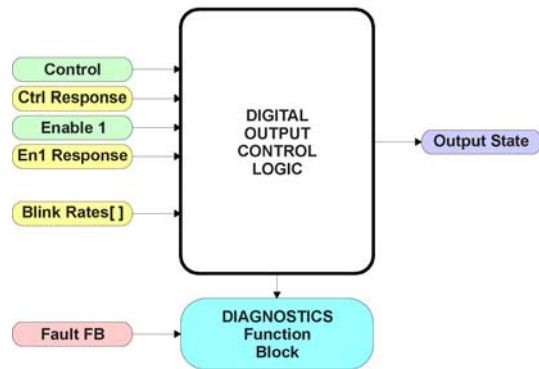 Control
Ctrl Response
Enable 1
En1 Response
Blink Rates[ ]
DIGITAL
OUTPUT
CONTROL
LOGIC
Output State
Fault FB
DIAGNOSTICS
Function
Block